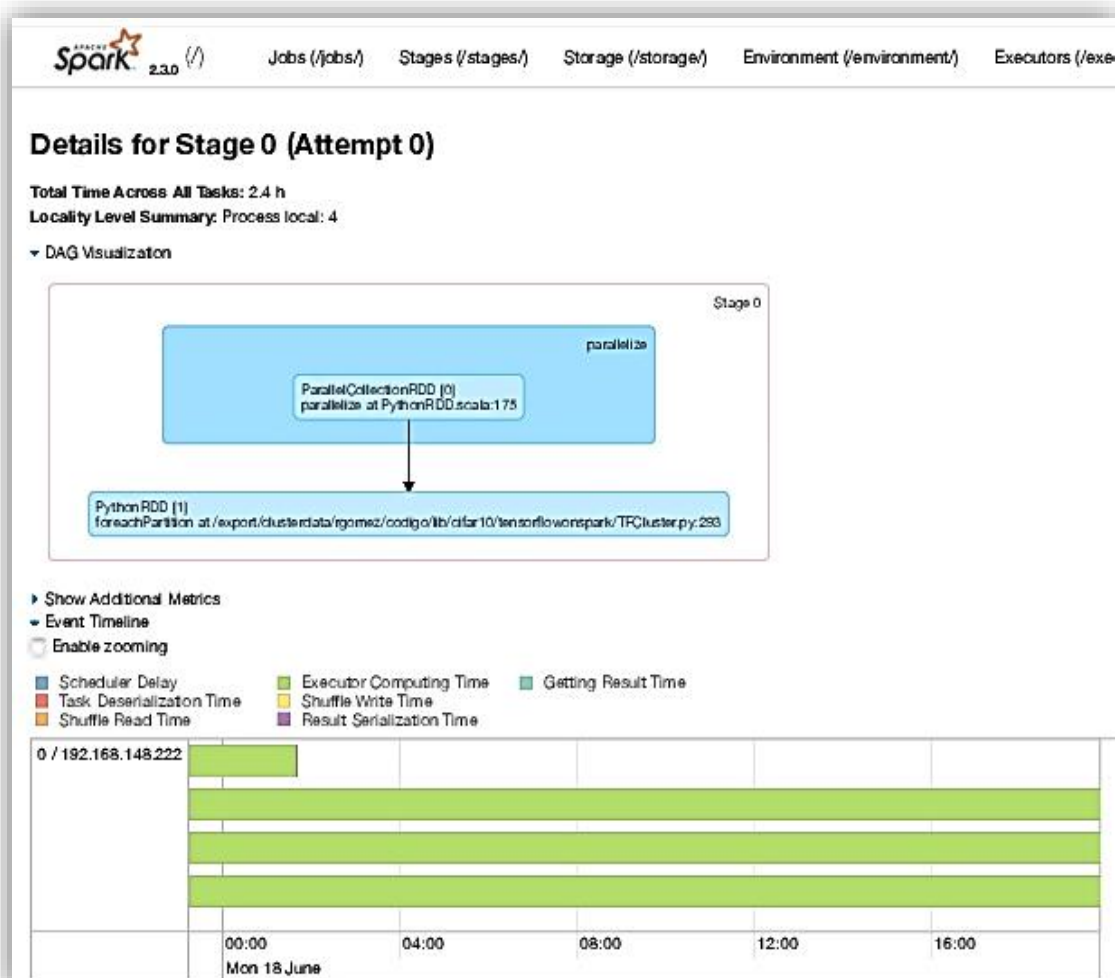 APACHE
Spark 2.3.0 (/)
Jobs (/jobs/) Stages (/stages/) Storage (/storage/) Environment (/environment/) Executors (/exe
Details for Stage 0 (Attempt 0)
Total Time Across All Tasks: 2.4 h
Locality Level Summary: Process local: 4
DAG Visualization
Stage 0
parallelize
ParallelCollectionRDD [0]
parallelize at PythonRDD.scala:175
PythonRDD [1]
foreachPartition at /export/clusterdata/rgomez/codigo/lib/cifar10/tensorflowonspark/TFCluster.py:293
Show Additional Metrics
Event Timeline
Enable zooming
Scheduler Delay Executor Computing Time Getting Result Time
Task Deserialization Time Shuffle Write Time
Shuffle Read Time Result Serialization Time
0 / 192.168.148.222
00:00 04:00 08:00 12:00 16:00
Mon 18 June